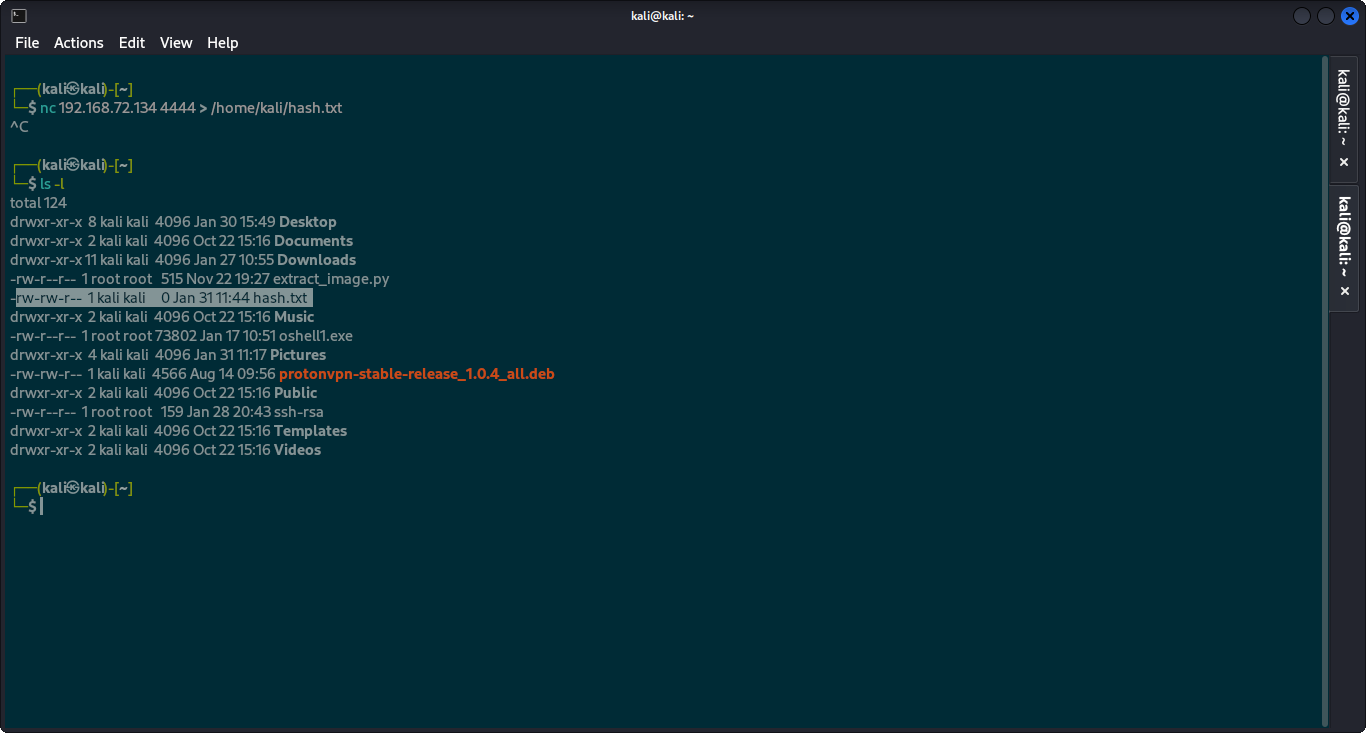 kali@kali: ~
File Actions Edit View Help
┌──(kali㉿kali)-[~]
└─$ nc 192.168.72.134 4444 > /home/kali/hash.txt
^C
┌──(kali㉿kali)-[~]
└─$ ls -l
total 124
drwxr-xr-x 8 kali kali 4096 Jan 30 15:49 Desktop
drwxr-xr-x 2 kali kali 4096 Oct 22 15:16 Documents
drwxr-xr-x 11 kali kali 4096 Jan 27 10:55 Downloads
-rw-r--r-- 1 root root 515 Nov 22 19:27 extract_image.py
-rw-rw-r-- 1 kali kali 0 Jan 31 11:44 hash.txt
drwxr-xr-x 2 kali kali 4096 Oct 22 15:16 Music
-rw-r--r-- 1 root root 73802 Jan 17 10:51 oshell1.exe
drwxr-xr-x 4 kali kali 4096 Jan 31 11:17 Pictures
-rw-rw-r-- 1 kali kali 4566 Aug 14 09:56 protonvpn-stable-release_1.0.4_all.deb
drwxr-xr-x 2 kali kali 4096 Oct 22 15:16 Public
-rw-r--r-- 1 root root 159 Jan 28 20:43 ssh-rsa
drwxr-xr-x 2 kali kali 4096 Oct 22 15:16 Templates
drwxr-xr-x 2 kali kali 4096 Oct 22 15:16 Videos
┌──(kali㉿kali)-[~]
└─$
kali@kali: ~
kali@kali: ~